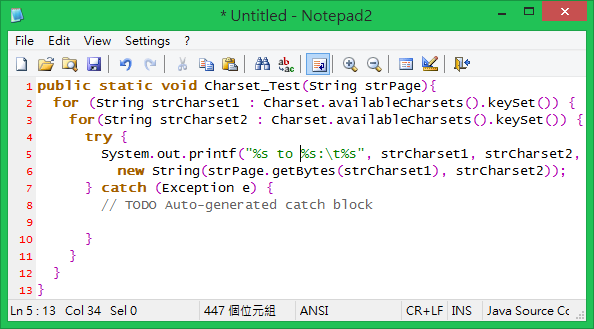 * Untitled - Notepad2
File Edit View Settings ?
1 public static void Charset_Test(String strPage){
2 for (String strCharset1 : Charset.availableCharsets().keySet()) {
3 for(String strCharset2 : Charset.availableCharsets().keySet()) {
4 try {
5 System.out.printf("%s to %s:\t%s", strCharset1, strCharset2,
6 new String(strPage.getBytes(strCharset1), strCharset2));
7 } catch (Exception e) {
8 // TODO Auto-generated catch block
9
10 }
11 }
12 }
13 }
Ln 5 : 13 Col 34 Sel 0 447 個位元組 ANSI CR+LF INS Java Source Co